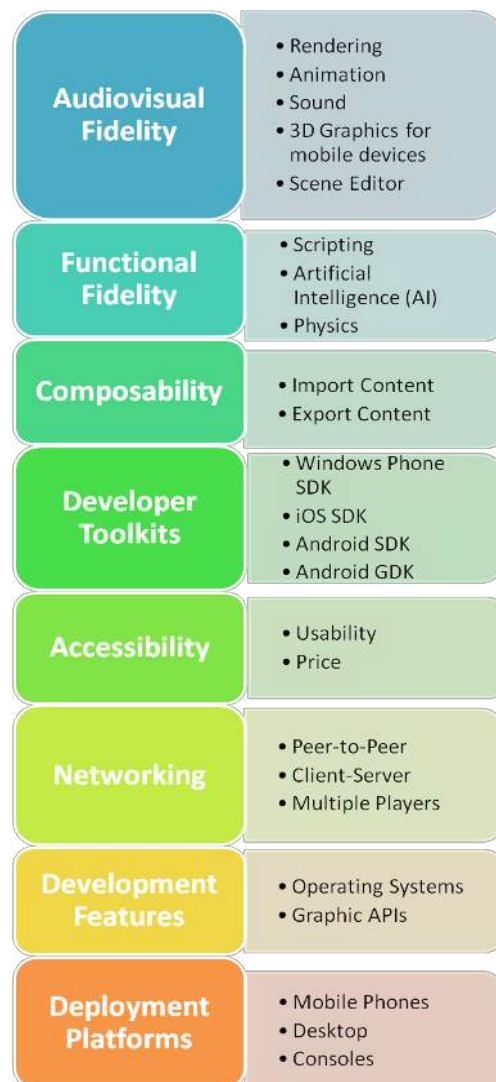 Audiovisual
Fidelity
• Rendering
• Animation
• Sound
• 3D Graphics for
mobile devices
• Scene Editor
Functional
Fidelity
• Scripting
• Artificial
Intelligence (AI)
• Physics
Composability
• Import Content
• Export Content
Developer
Toolkits
• Windows Phone
SDK
• iOS SDK
• Android SDK
• Android GDK
Accessibility
• Usability
• Price
Networking
• Peer-to-Peer
• Client-Server
• Multiple Players
Development
Features
• Operating Systems
• Graphic APIs
Deployment
Platforms
• Mobile Phones
• Desktop
• Consoles